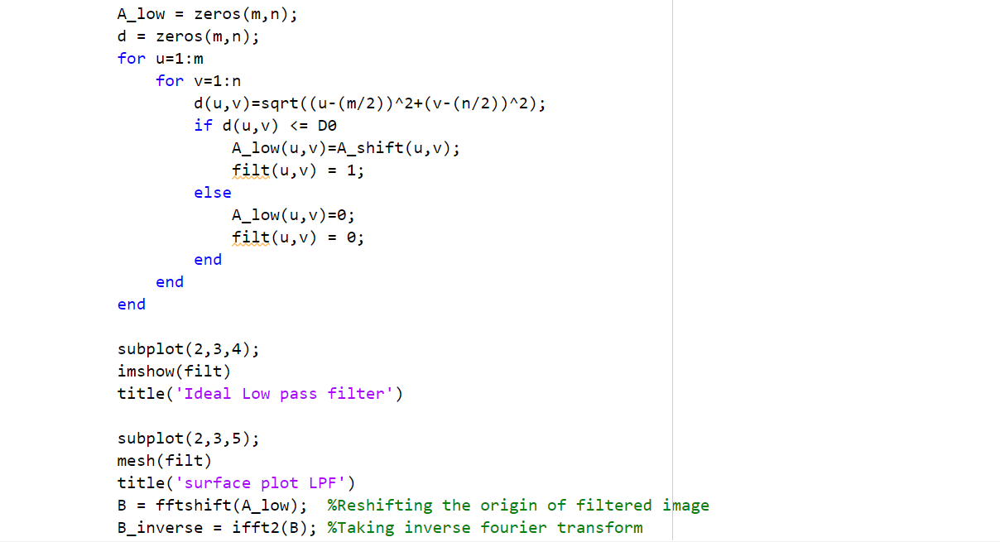 A_low = zeros(m,n);
d = zeros(m,n);
for u=1:m
    for v=1:n
        d(u,v)=sqrt((u-(m/2))^2+(v-(n/2))^2);
        if d(u,v) <= D0
            A_low(u,v)=A_shift(u,v);
            filt(u,v) = 1;
        else
            A_low(u,v)=0;
            filt(u,v) = 0;
        end
    end
end

subplot(2,3,4);
imshow(filt)
title('Ideal Low pass filter')

subplot(2,3,5);
mesh(filt)
title('surface plot LPF')
B = fftshift(A_low);  %Reshifting the origin of filtered image
B_inverse = ifft2(B); %Taking inverse fourier transform